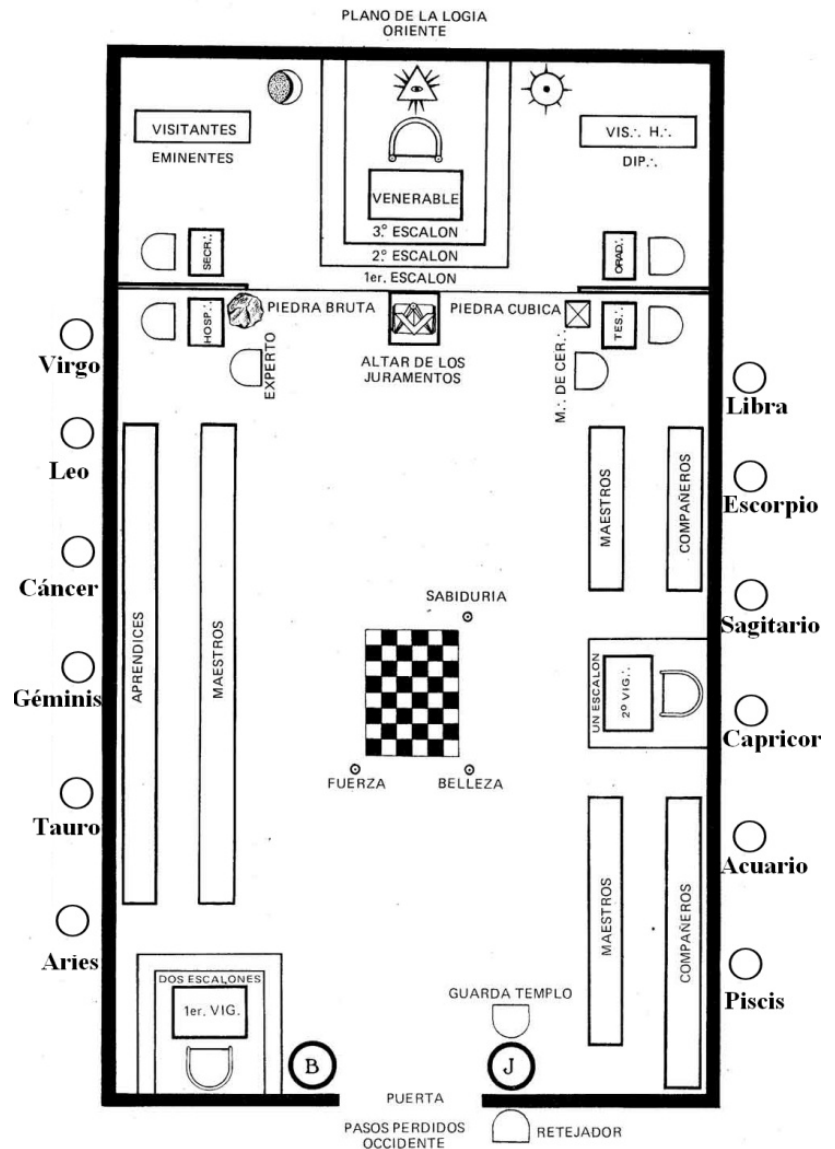 PLANO DE LA LOGIA
ORIENTE
VISITANTES
EMINENTES
VIS∴ H∴
DIP∴
VENERABLE
3º ESCALON
2º ESCALON
1er. ESCALON
SECR∴
ORAD∴
HOSP∴
PIEDRA BRUTA
PIEDRA CUBICA
TES∴
EXPERTO
ALTAR DE LOS
JURAMENTOS
M∴ DE CER∴
Virgo
Libra
Leo
Escorpio
Cáncer
Sagitario
Géminis
Capricor
Tauro
Acuario
Aries
Piscis
APRENDICES
MAESTROS
MAESTROS
COMPAÑEROS
SABIDURIA
FUERZA
BELLEZA
UN ESCALON
2º VIG∴
MAESTROS
COMPAÑEROS
DOS ESCALONES
1er. VIG.
GUARDA TEMPLO
B
J
PUERTA
PASOS PERDIDOS
OCCIDENTE
RETEJADOR